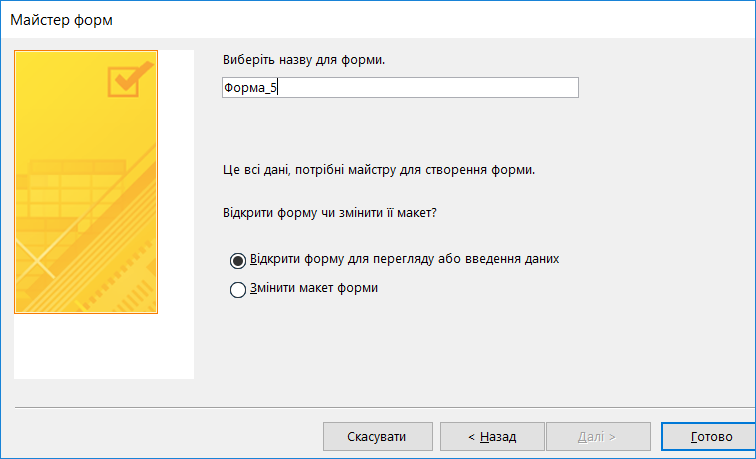 Майстер форм
Виберіть назву для форми.
Форма_5
Це всі дані, потрібні майстру для створення форми.
Відкрити форму чи змінити її макет?
Відкрити форму для перегляду або введення даних
Змінити макет форми
Скасувати
< Назад
Далі >
Готово